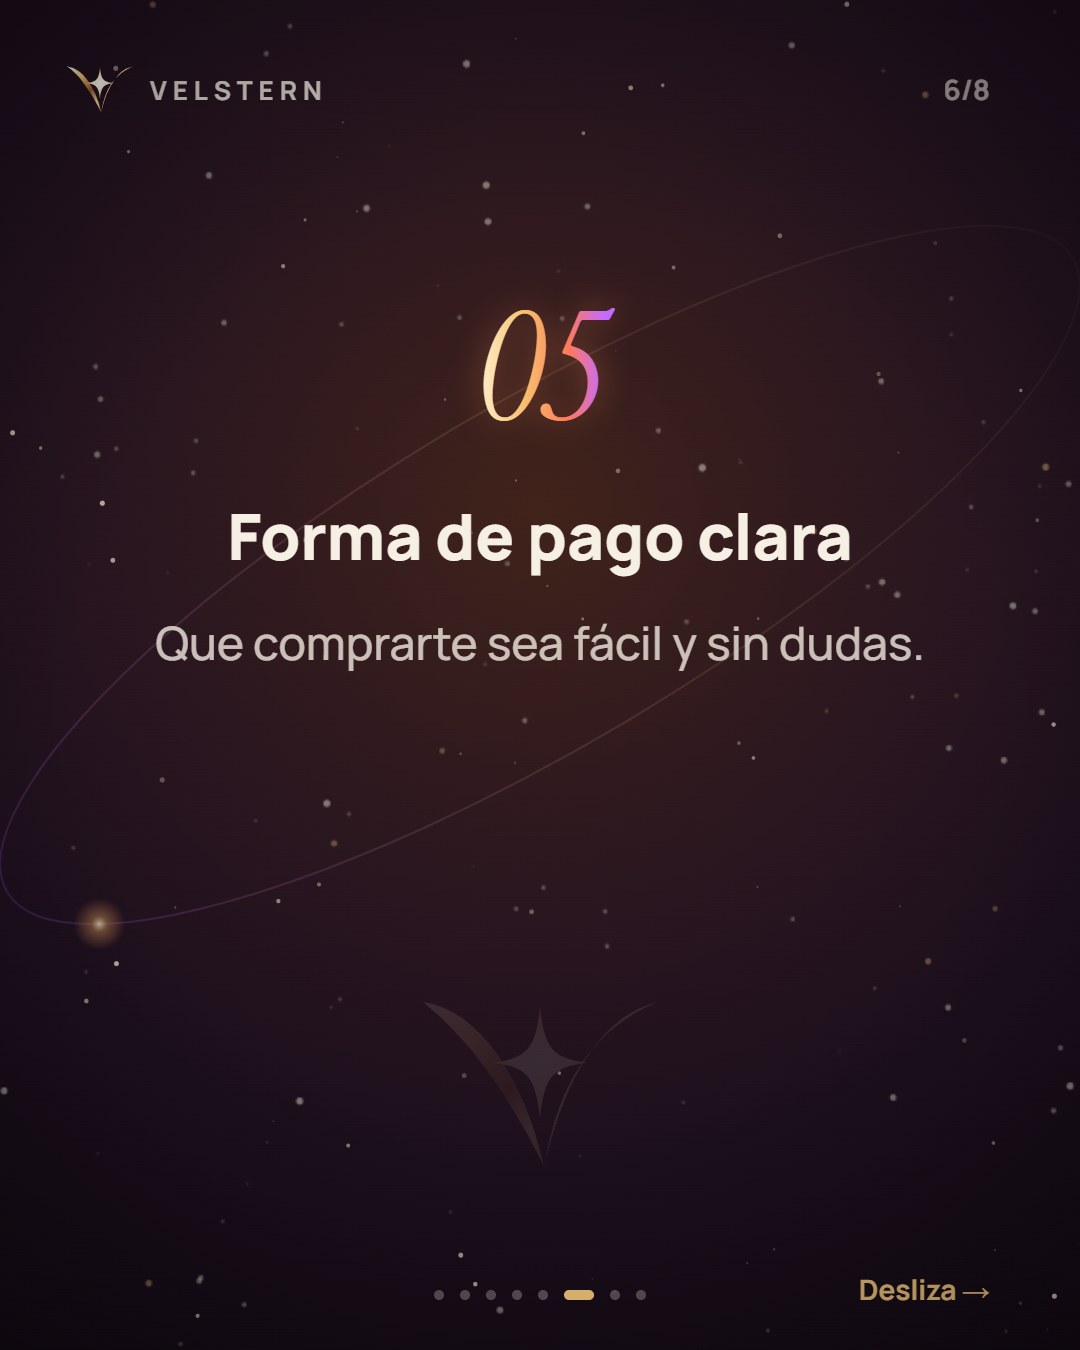 VELSTERN
6/8
05
Forma de pago clara
Que comprarte sea fácil y sin dudas.
Desliza →